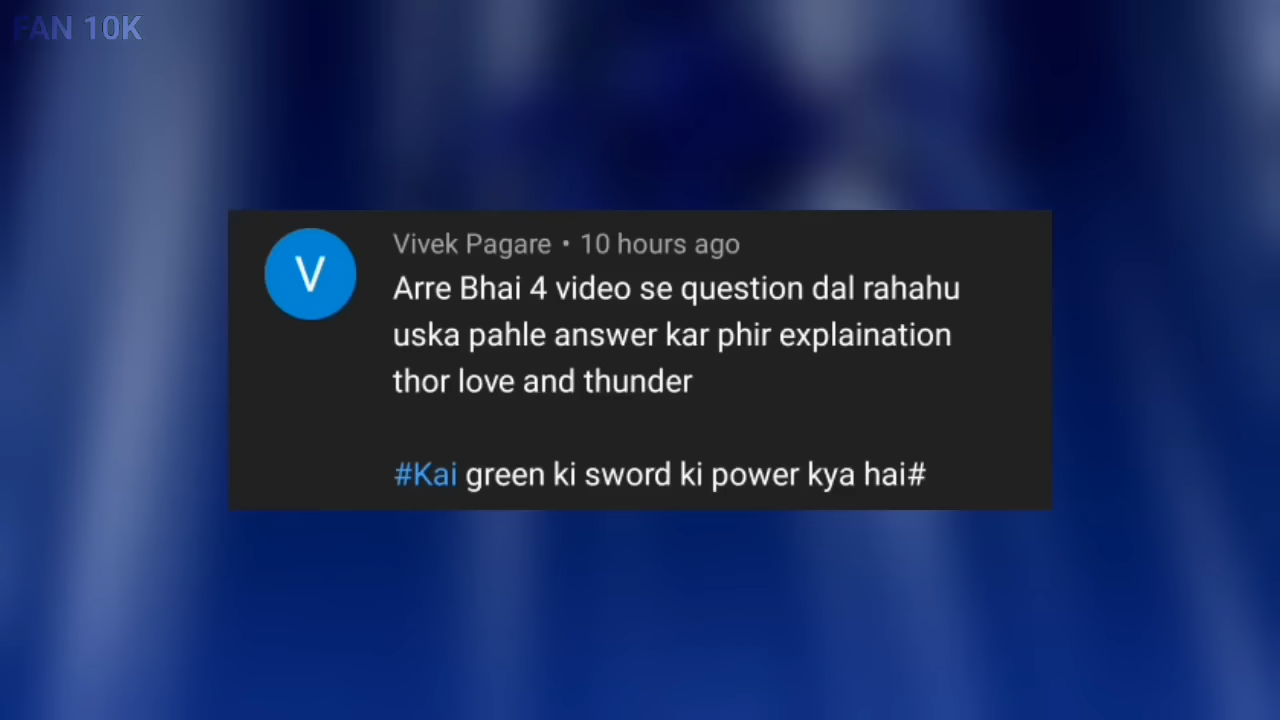 FAN 10K
Vivek Pagare • 10 hours ago
V
Arre Bhai 4 video se question dal rahahu
uska pahle answer kar phir explaination
thor love and thunder
#Kai green ki sword ki power kya hai#